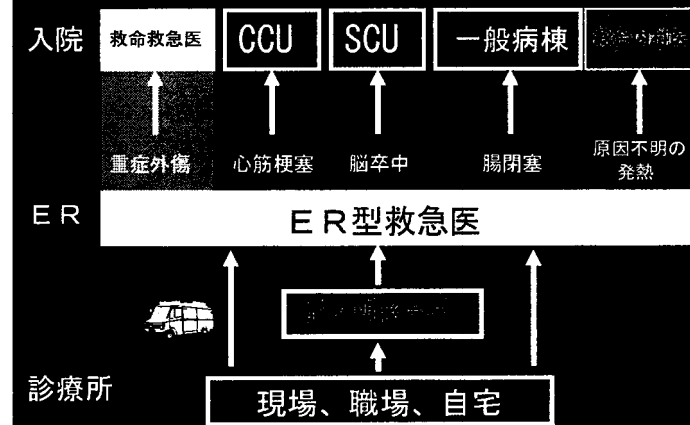 入院
救命救急医
CCU
SCU
一般病棟
重症外傷
心筋梗塞
脳卒中
腸閉塞
原因不明の
発熱
ER
ER型救急医
診療所
現場、職場、自宅